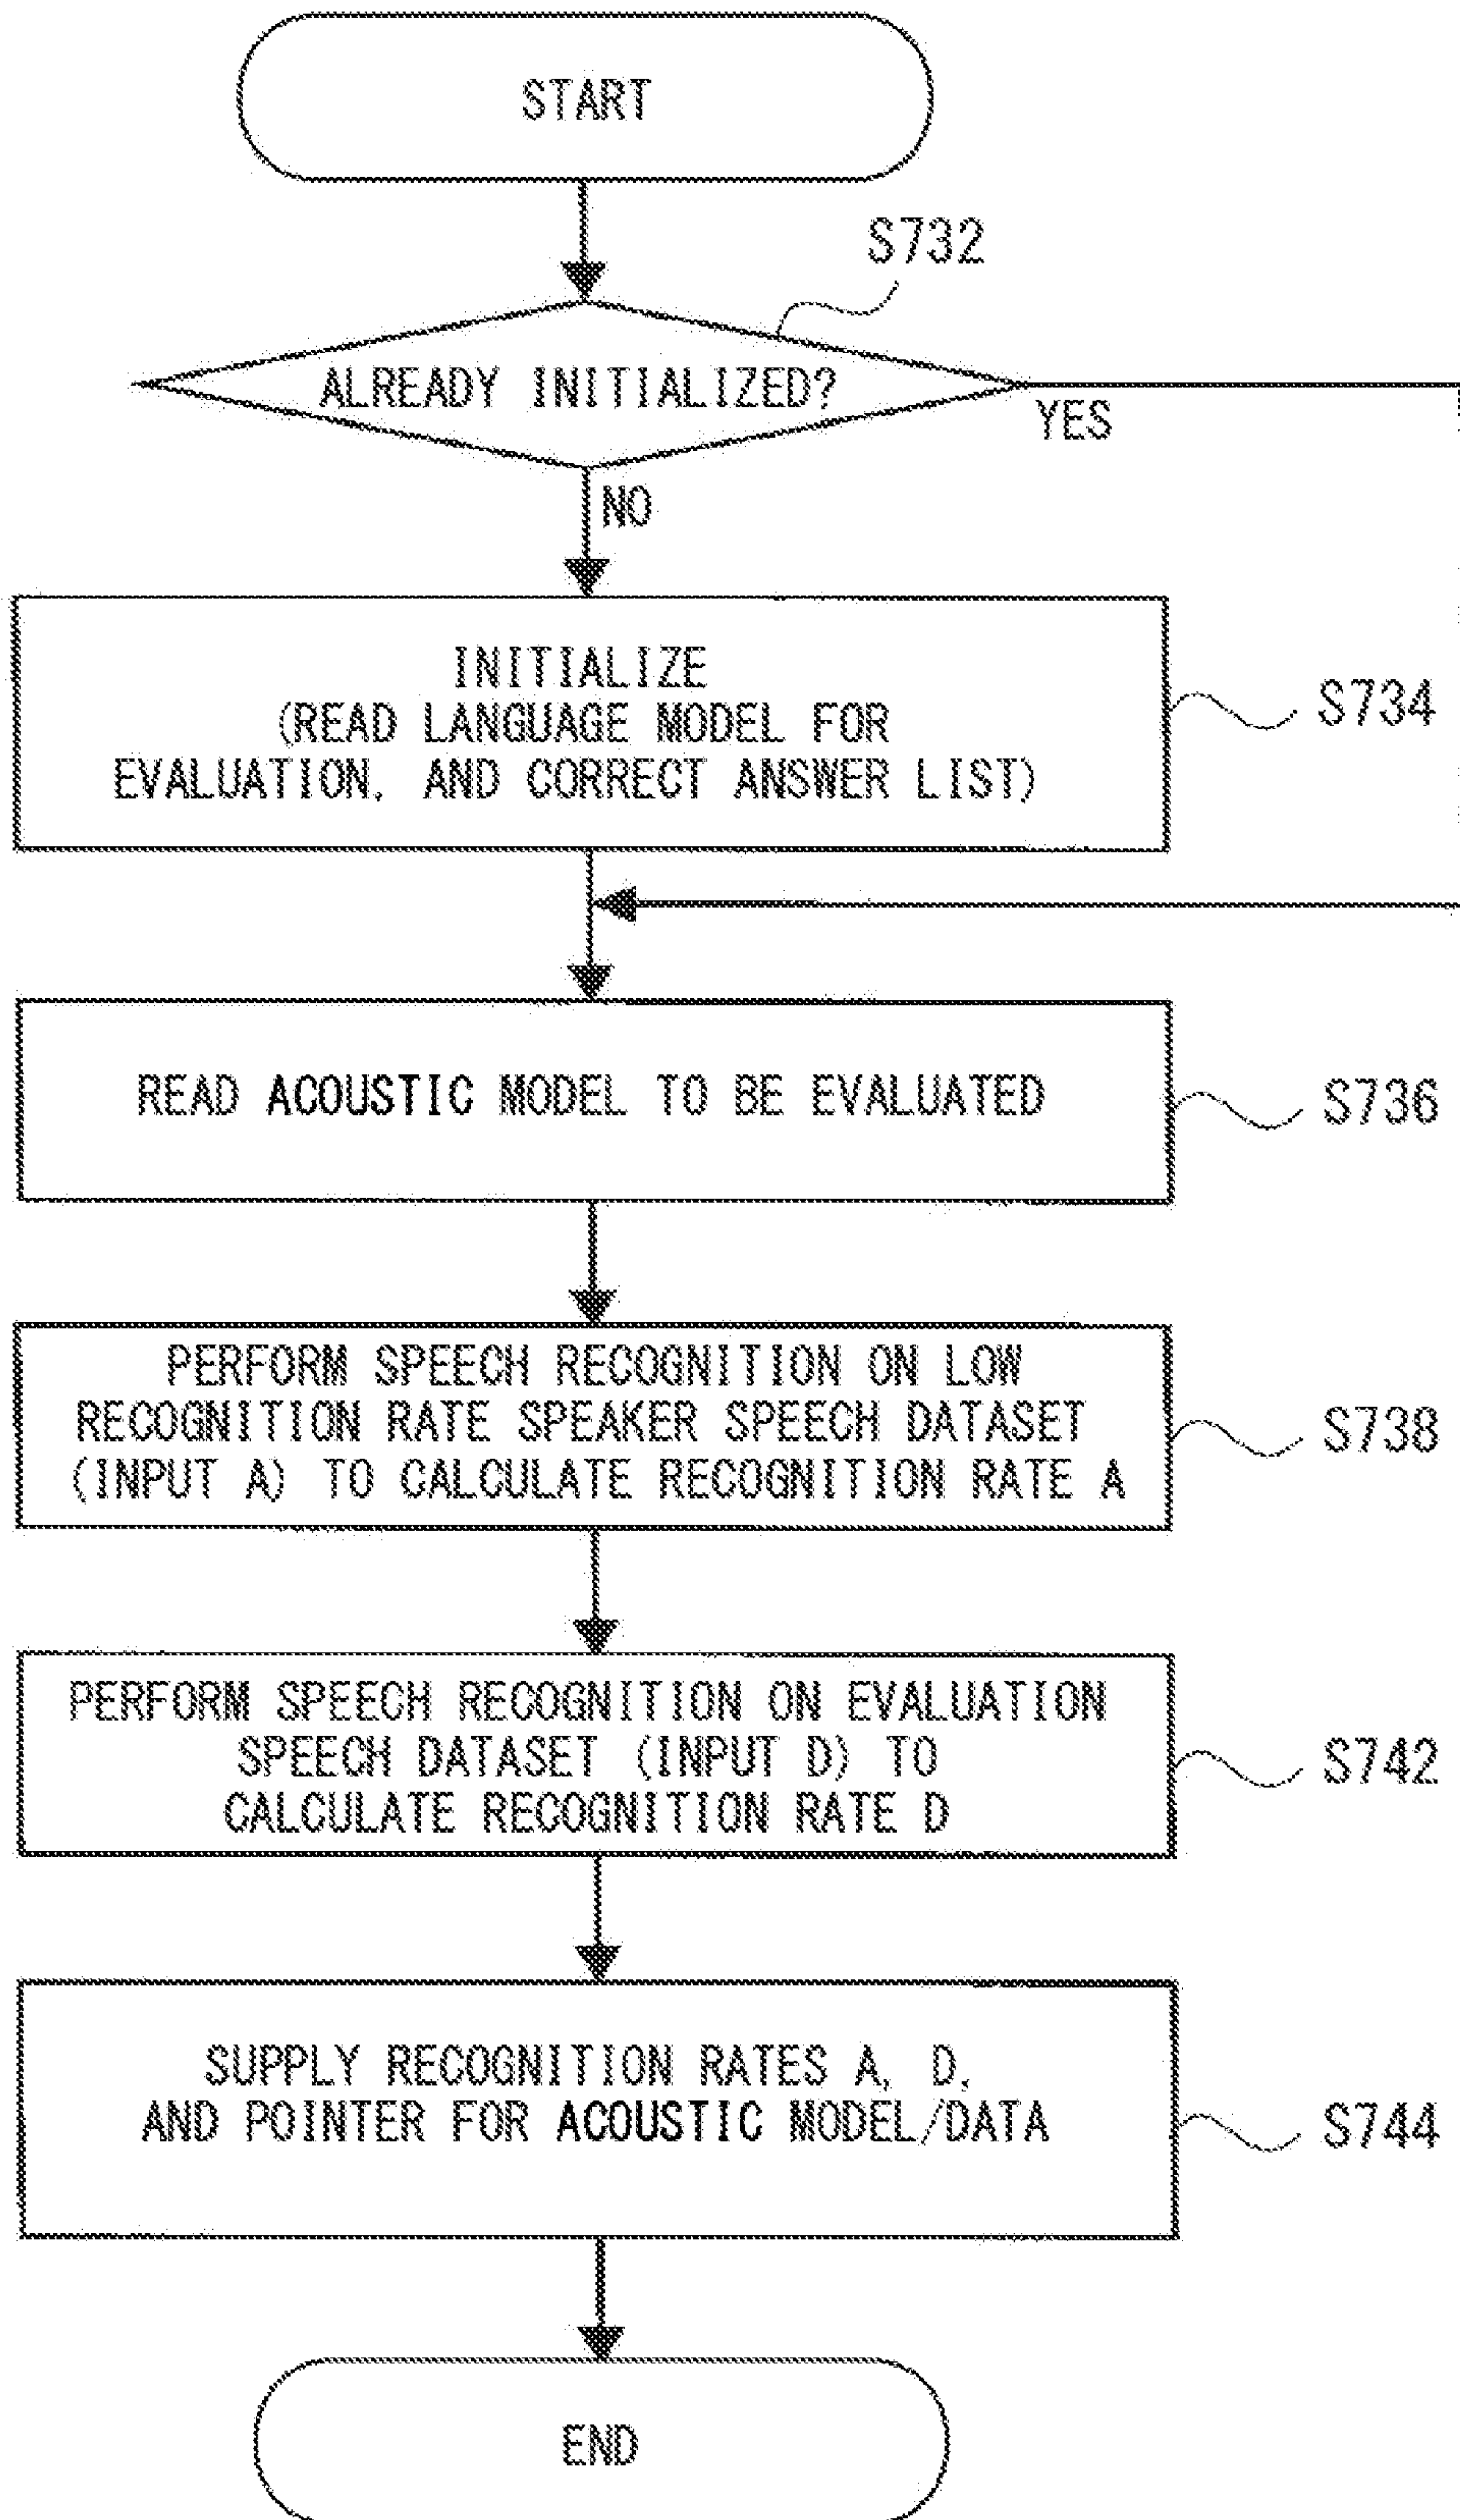 START
S732
ALREADY INITIALIZED?
YES
NO
INITIALIZE
(READ LANGUAGE MODEL FOR
EVALUATION, AND CORRECT ANSWER LIST)
S734
READ ACOUSTIC MODEL TO BE EVALUATED
S736
PERFORM SPEECH RECOGNITION ON LOW
RECOGNITION RATE SPEAKER SPEECH DATASET
(INPUT A) TO CALCULATE RECOGNITION RATE A
S738
PERFORM SPEECH RECOGNITION ON EVALUATION
SPEECH DATASET (INPUT D) TO
CALCULATE RECOGNITION RATE D
S742
SUPPLY RECOGNITION RATES A, D,
AND POINTER FOR ACOUSTIC MODEL/DATA
S744
END